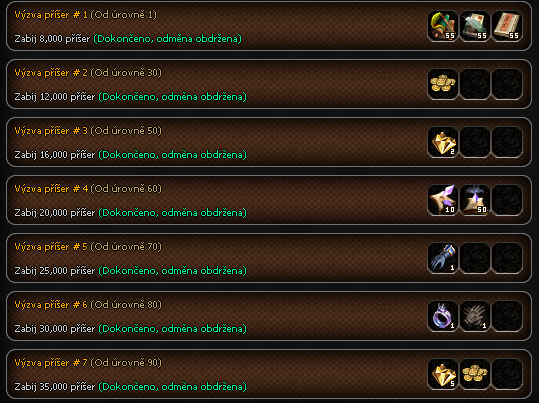 Výzva příšer # 1 (Od úrovně 1)
Zabij 8,000 příšer (Dokončeno, odměna obdržena)
55 55 55
Výzva příšer # 2 (Od úrovně 30)
Zabij 12,000 příšer (Dokončeno, odměna obdržena)
Výzva příšer # 3 (Od úrovně 50)
2
Zabij 16,000 příšer (Dokončeno, odměna obdržena)
Výzva příšer # 4 (Od úrovně 60)
10 50
Zabij 20,000 příšer (Dokončeno, odměna obdržena)
Výzva příšer # 5 (Od úrovně 70)
1
Zabij 25,000 příšer (Dokončeno, odměna obdržena)
Výzva příšer # 6 (Od úrovně 80)
1 1
Zabij 30,000 příšer (Dokončeno, odměna obdržena)
Výzva příšer # 7 (Od úrovně 90)
5
Zabij 35,000 příšer (Dokončeno, odměna obdržena)